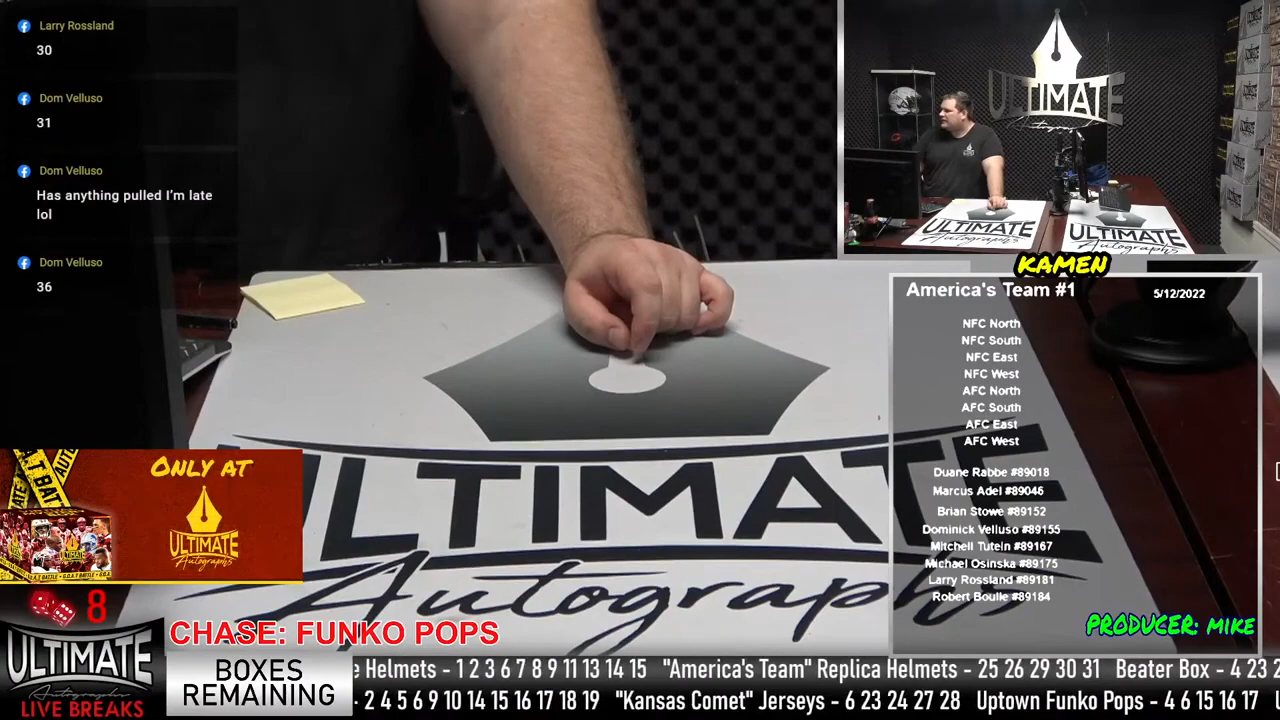 Larry Rossland
30
Dom Velluso
31
Dom Velluso
Has anything pulled I'm late
lol
Dom Velluso
36
ULTIMATE
Autographs
ULTIMATE
Autographs
ULTIMATE
Autographs
KAMEN
America's Team #1
5/12/2022
NFC North
NFC South
NFC East
NFC West
AFC North
AFC South
AFC East
AFC West
Duane Rabbe #89018
Marcus Adel #89046
Brian Stowe #89152
Dominick Velluso #89155
Mitchell Tutein #89167
Michael Osinska #89175
Larry Rossland #89181
Robert Boulle #89184
PRODUCER: MIKE
ULTIMATE
Autographs
ONLY AT
ULTIMATE
Autographs
8
CHASE: FUNKO POPS
ULTIMATE
Autographs
LIVE BREAKS
BOXES
REMAINING
e Helmets - 1 2 3 6 7 8 9 11 13 14 15 "America's Team" Replica Helmets - 25 26 29 30 31 Beater Box - 4 23 2
- 2 4 5 6 9 10 14 15 16 17 18 19 "Kansas Comet" Jerseys - 6 23 24 27 28 Uptown Funko Pops - 4 6 15 16 17